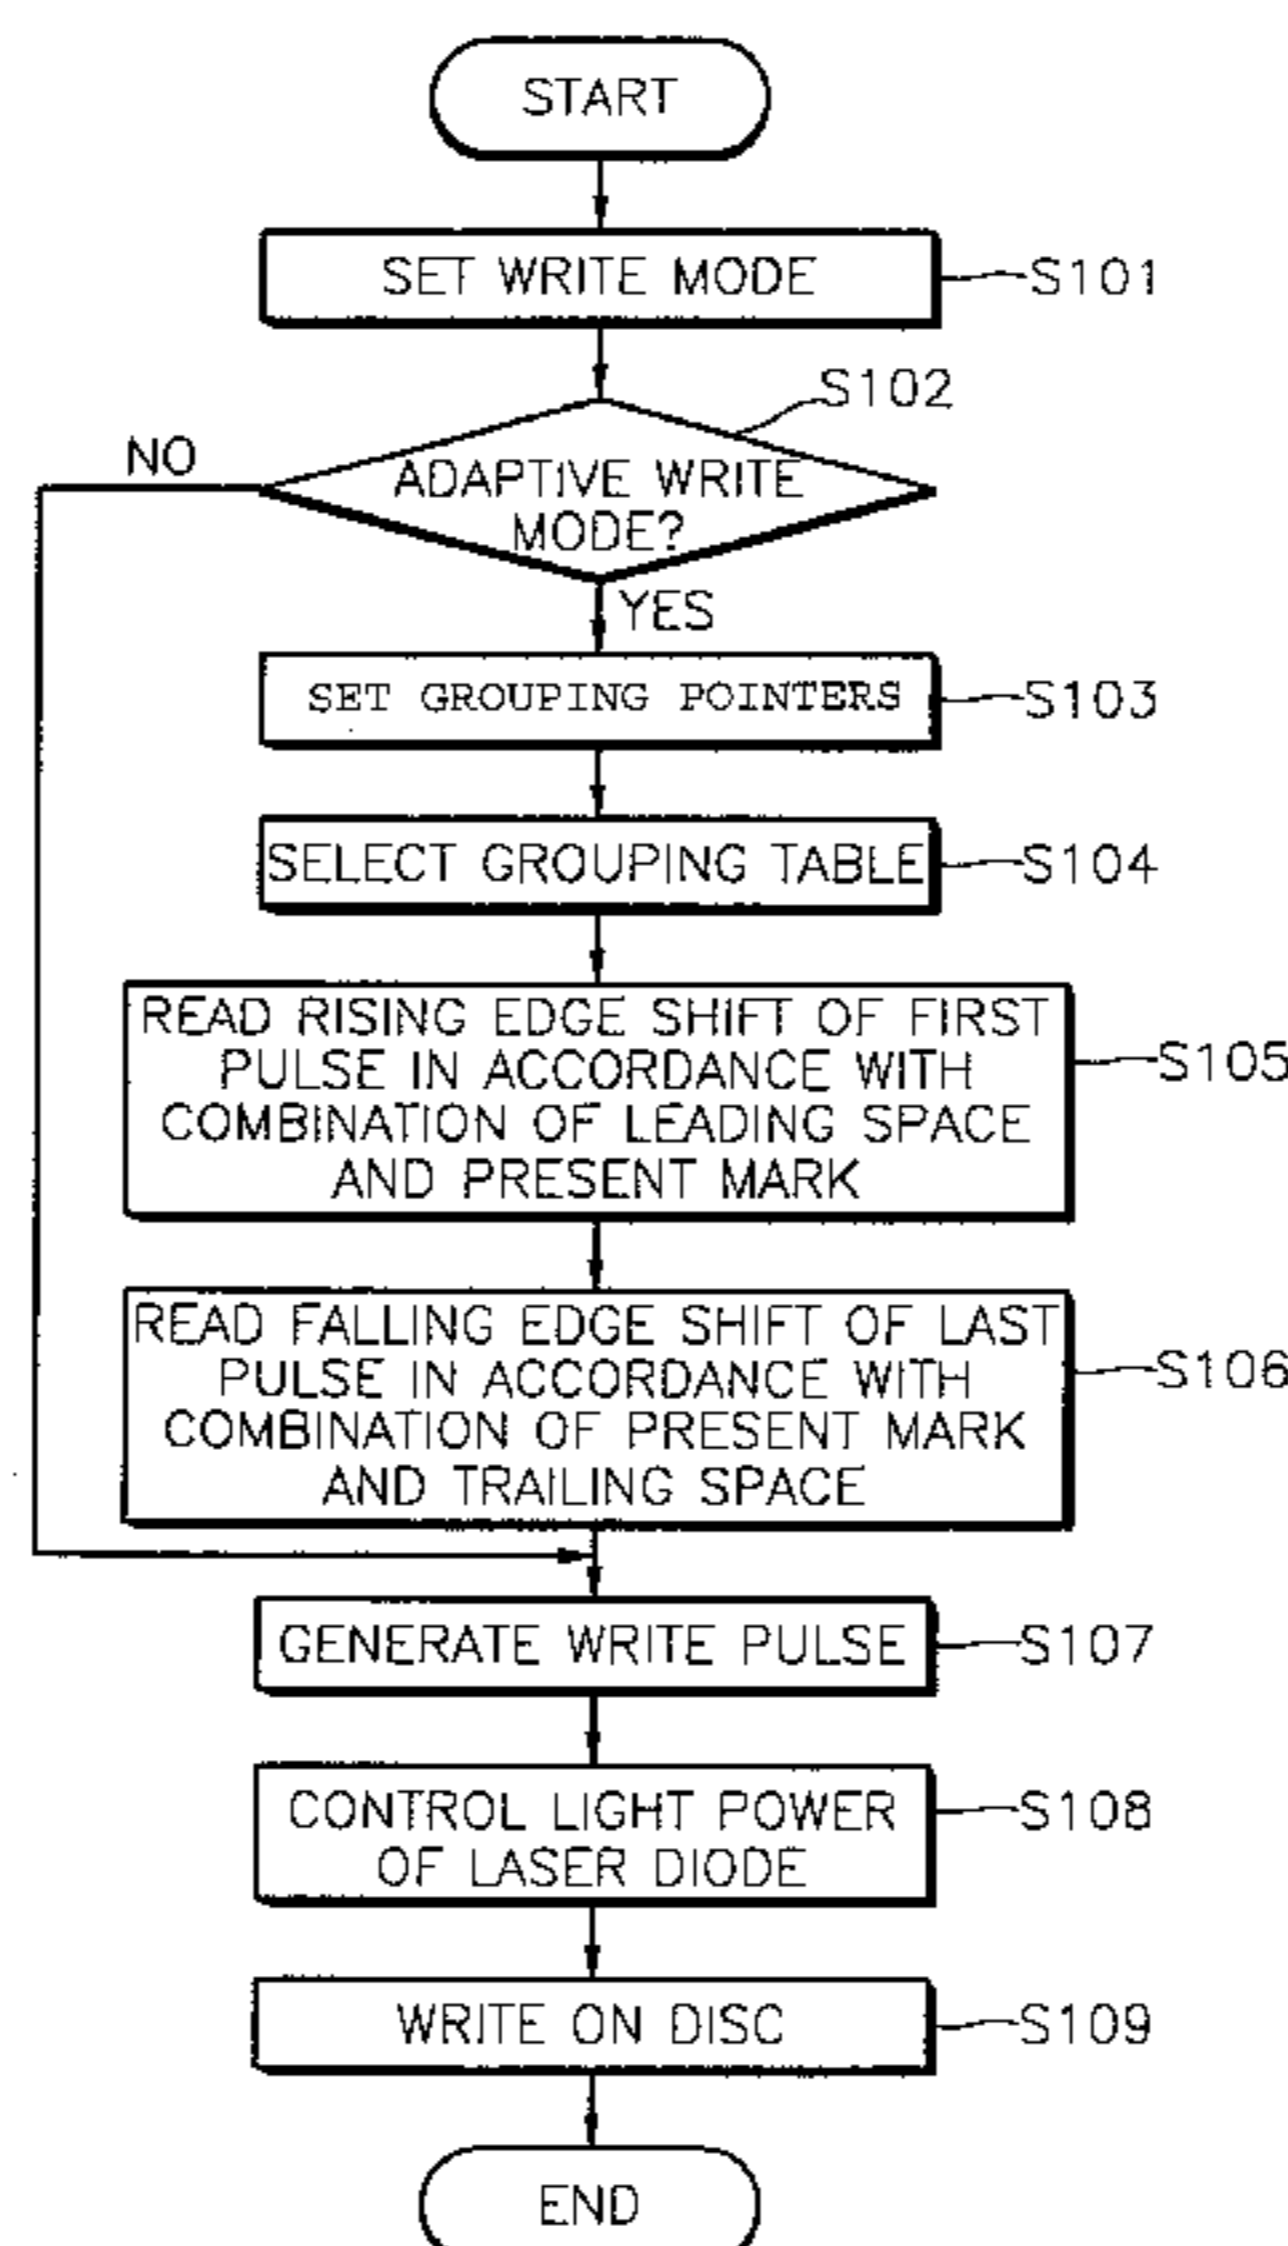 START
SET WRITE MODE
S101
S102
NO
ADAPTIVE WRITE
MODE?
YES
SET GROUPING POINTERS
S103
SELECT GROUPING TABLE
S104
READ RISING EDGE SHIFT OF FIRST
PULSE IN ACCORDANCE WITH
COMBINATION OF LEADING SPACE
AND PRESENT MARK
S105
READ FALLING EDGE SHIFT OF LAST
PULSE IN ACCORDANCE WITH
COMBINATION OF PRESENT MARK
AND TRAILING SPACE
S106
GENERATE WRITE PULSE
S107
CONTROL LIGHT POWER
OF LASER DIODE
S108
WRITE ON DISC
S109
END